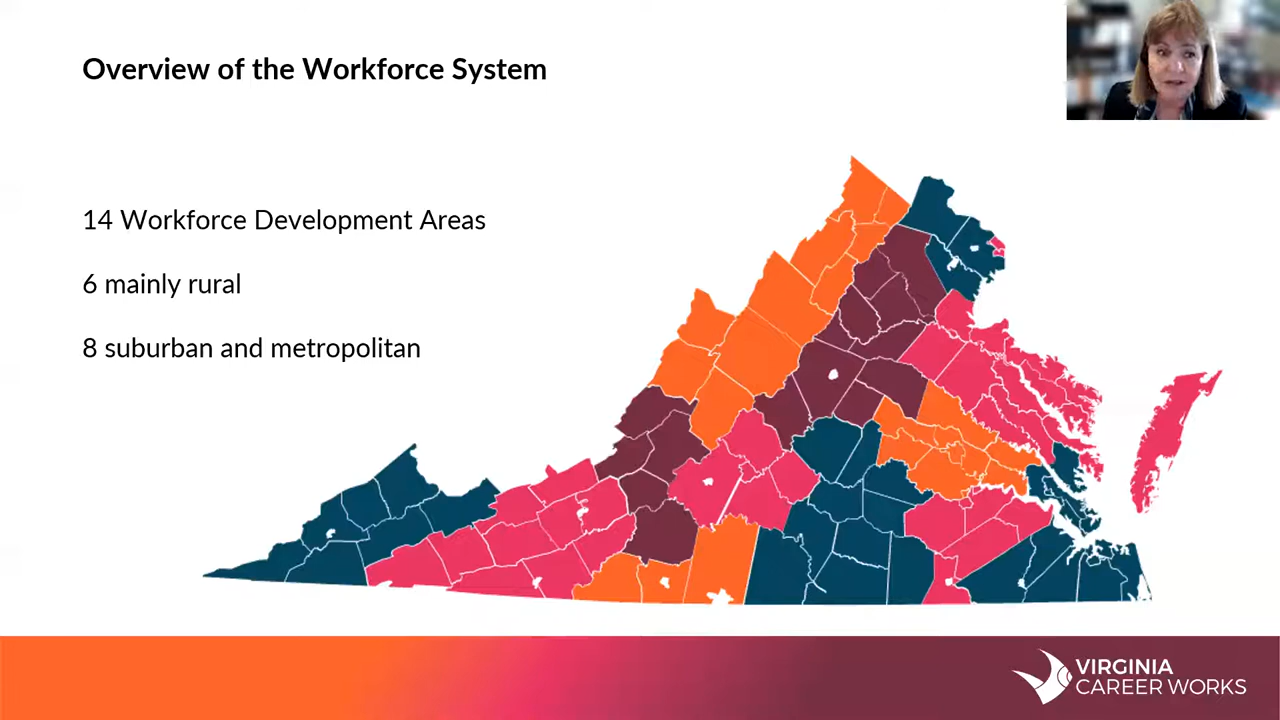 Overview of the Workforce System
14 Workforce Development Areas
6 mainly rural
8 suburban and metropolitan
VIRGINIA
CAREER WORKS